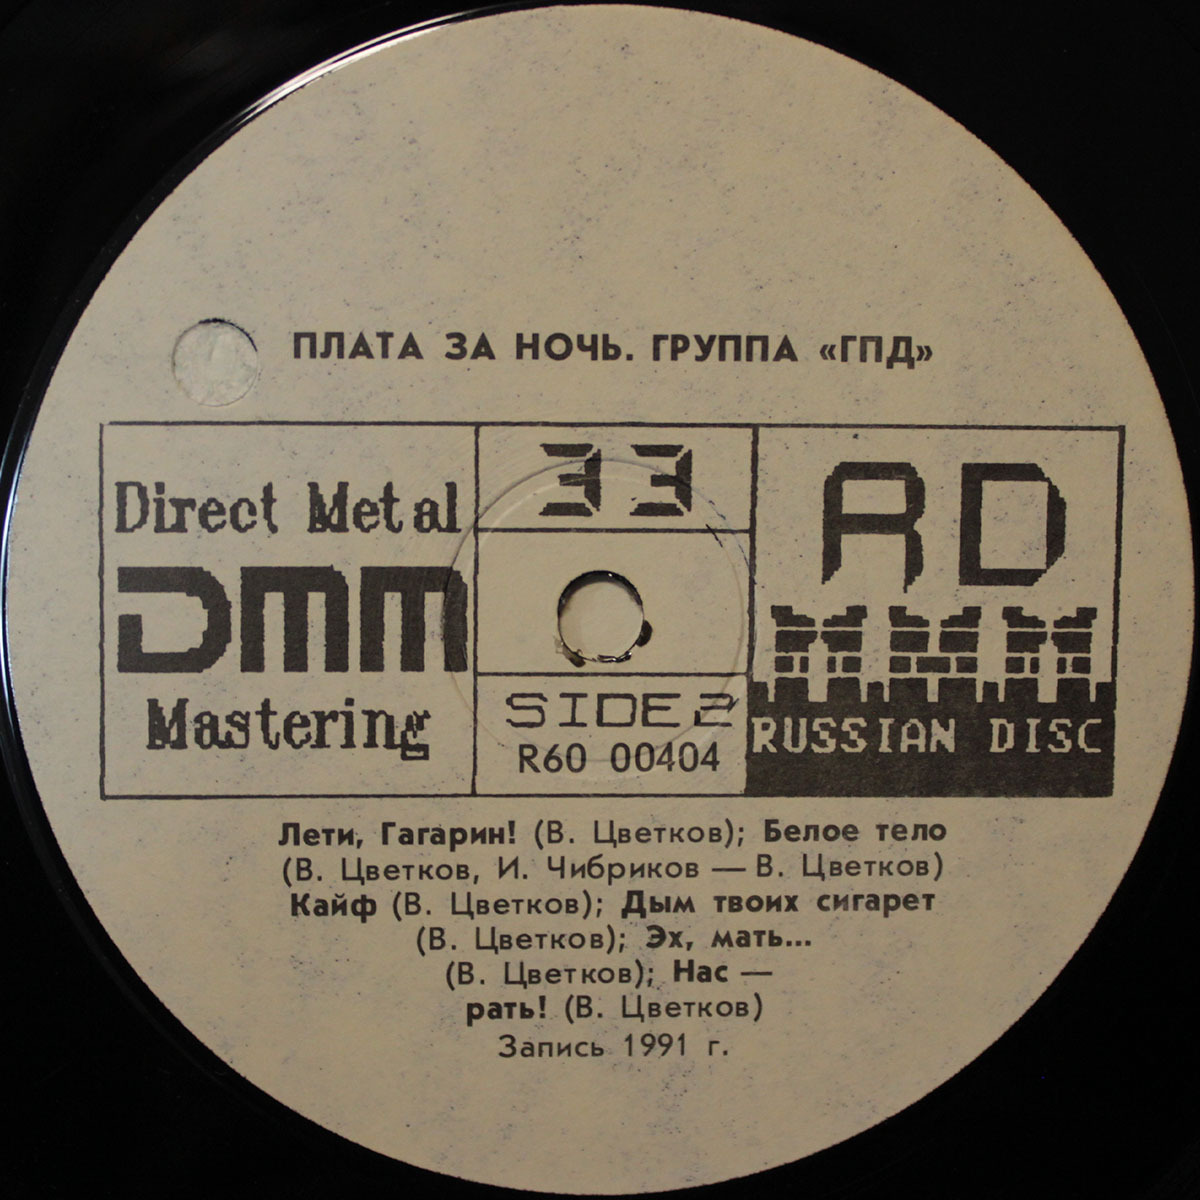 ПЛАТА ЗА НОЧЬ. ГРУППА «ГПД»
Direct Metal
DMM
Mastering
33
SIDE 2
R60 00404
RD
RUSSIAN DISC
Лети, Гагарин! (В. Цветков); Белое тело
(В. Цветков, И. Чибриков — В. Цветков)
Кайф (В. Цветков); Дым твоих сигарет
(В. Цветков); Эх, мать...
(В. Цветков); Нас —
рать! (В. Цветков)
Запись 1991 г.